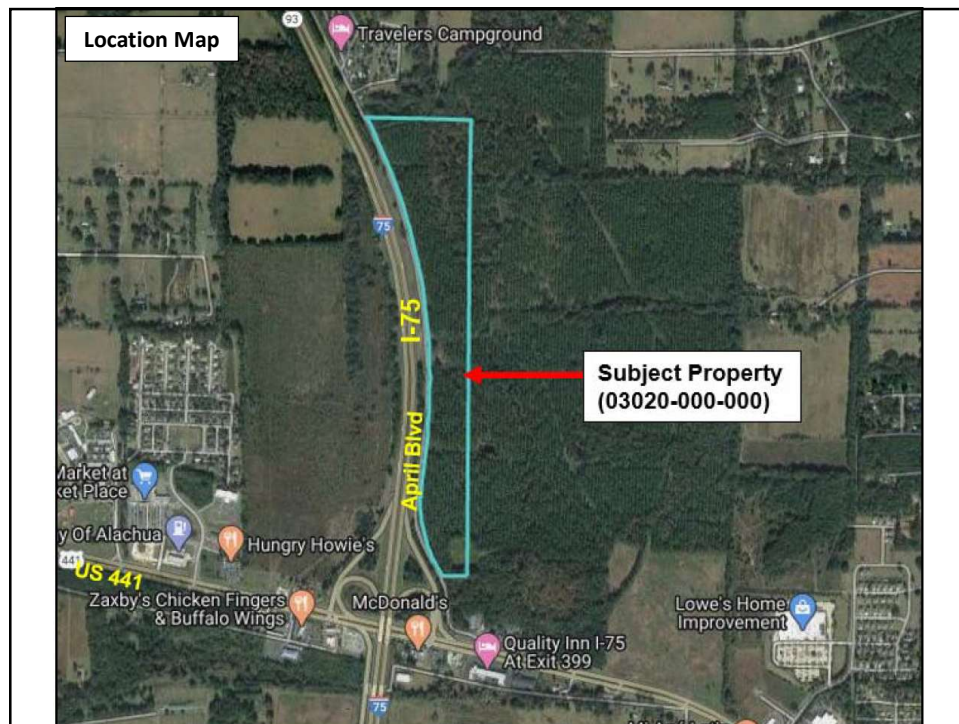 Location Map
93
Travelers Campground
75
I-75
Subject Property
(03020-000-000)
April Blvd
Market at
ket Place
y Of Alachua
Hungry Howie's
441
US 441
Zaxby's Chicken Fingers
& Buffalo Wings
McDonald's
Lowe's Home
Improvement
Quality Inn I-75
At Exit 399
75